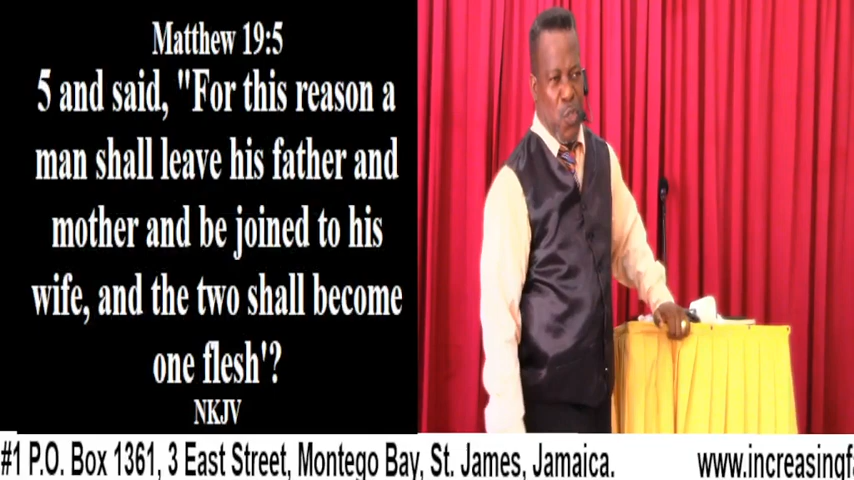 Matthew 19:5
5 and said, "For this reason a
man shall leave his father and
mother and be joined to his
wife, and the two shall become
one flesh'?
NKJV
#1 P.O. Box 1361, 3 East Street, Montego Bay, St. James, Jamaica.